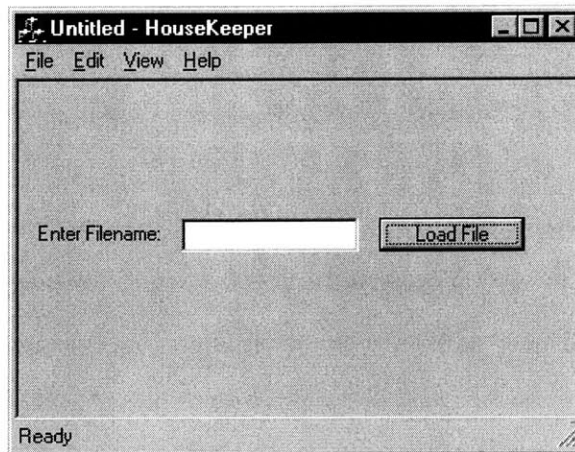 Untitled - HouseKeeper
File Edit View Help
Enter Filename: Load File
Ready